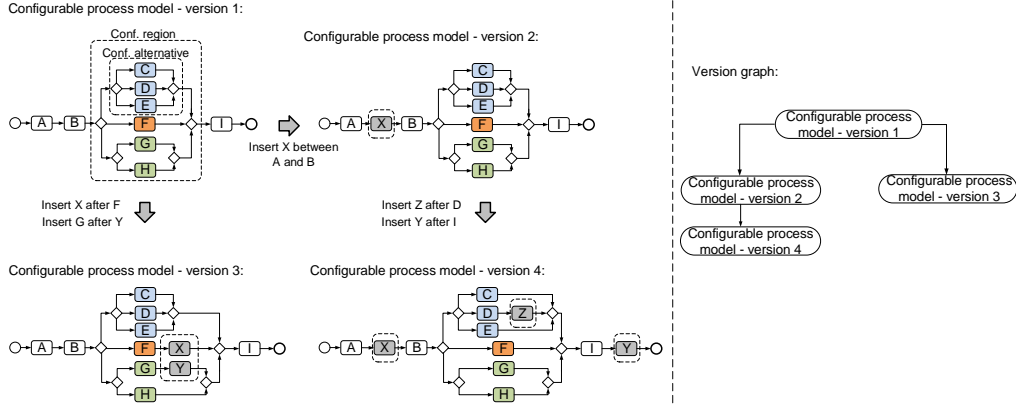 Configurable process model - version 1:
Conf. region
Conf. alternative
C
D
E
A
B
F
I
G
H
Insert X between
A and B
Configurable process model - version 2:
C
D
E
A
X
B
F
I
G
H
Insert X after F
Insert G after Y
Insert Z after D
Insert Y after I
Configurable process model - version 3:
C
D
E
A
B
F
X
I
G
Y
H
Configurable process model - version 4:
C
D
Z
E
A
X
B
F
I
Y
G
H
Version graph:
Configurable process
model - version 1
Configurable process
model - version 2
Configurable process
model - version 3
Configurable process
model - version 4